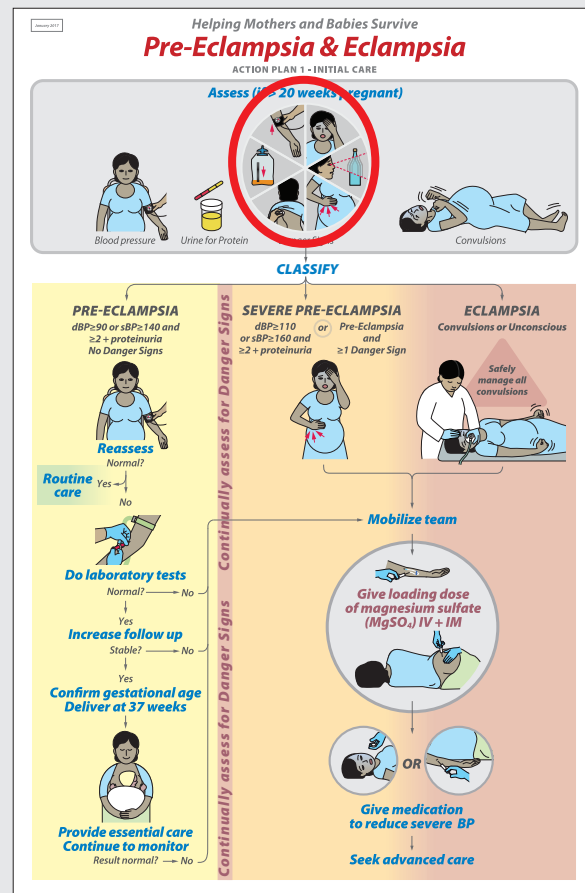 January 2017
Helping Mothers and Babies Survive
Pre-Eclampsia & Eclampsia
ACTION PLAN 1 - INITIAL CARE
Assess (if > 20 weeks pregnant)
Blood pressure
Urine for Protein
Signs
Convulsions
CLASSIFY
PRE-ECLAMPSIA
dBP≥90 or sBP≥140 and
≥2 + proteinuria
No Danger Signs
Reassess
Normal?
Routine
care
Yes
No
Do laboratory tests
Normal?
No
Yes
Increase follow up
Stable?
No
Yes
Confirm gestational age
Deliver at 37 weeks
Provide essential care
Continue to monitor
Result normal?
No
Continually assess for Danger Signs
Continually assess for Danger Signs
SEVERE PRE-ECLAMPSIA
dBP≥110
or sBP≥160 and
≥2 + proteinuria
or
Pre-Eclampsia
and
≥1 Danger Sign
ECLAMPSIA
Convulsions or Unconscious
Safely
manage all
convulsions
Mobilize team
Give loading dose
of magnesium sulfate
(MgSO₄) IV + IM
OR
Give medication
to reduce severe BP
Seek advanced care